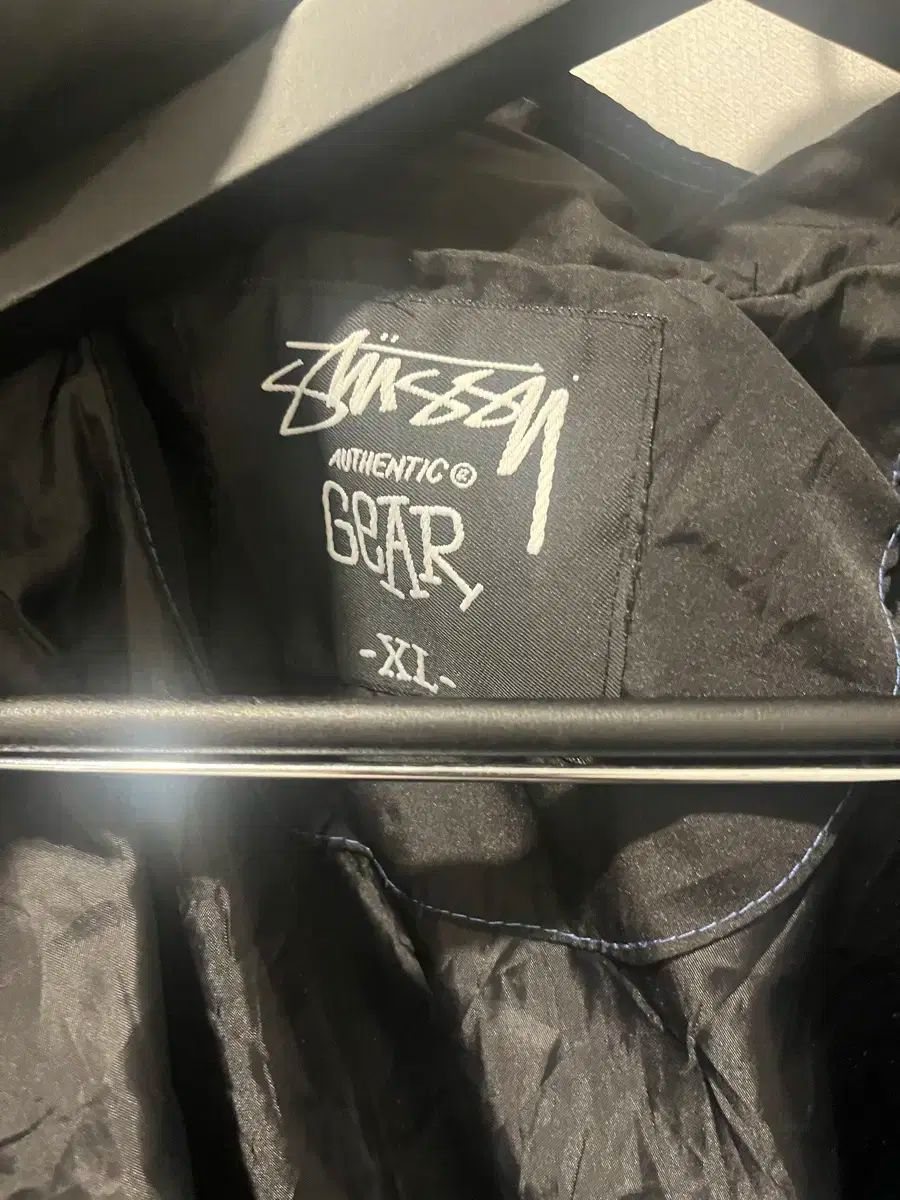 Stüssy
AUTHENTIC®
GEAR
-XL-